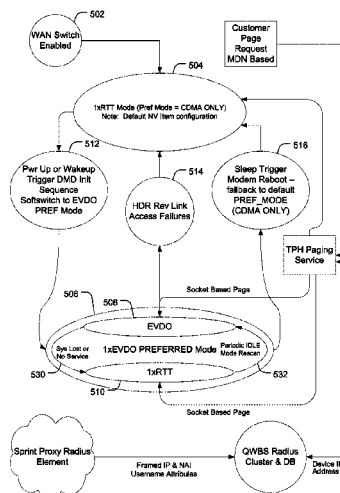 502
WAN Switch
Enabled
Customer
Page
Request
MDN Based
504
1xRTT Mode (Pref Mode = CDMA ONLY)
Note: Default NV Item configuration
512
Pwr Up or Wakeup
Trigger DMD Init
Sequence
Softswitch to EVDO
PREF Mode
514
HDR Rev Link
Access Failures
516
Sleep Trigger
Modem Reboot –
fallback to default
PREF_MODE
(CDMA ONLY)
TPH Paging
Service
Socket Based Page
506
508
EVDO
1xEVDO PREFERRED Mode
Sys Lost or
No Service
Periodic IDLE
Mode Rescan
530
1xRTT
532
510
Socket Based Page
Sprint Proxy Radius
Element
Framed IP & NAI
Username Attributes
QWBS Radius
Cluster & DB
Device I
Address